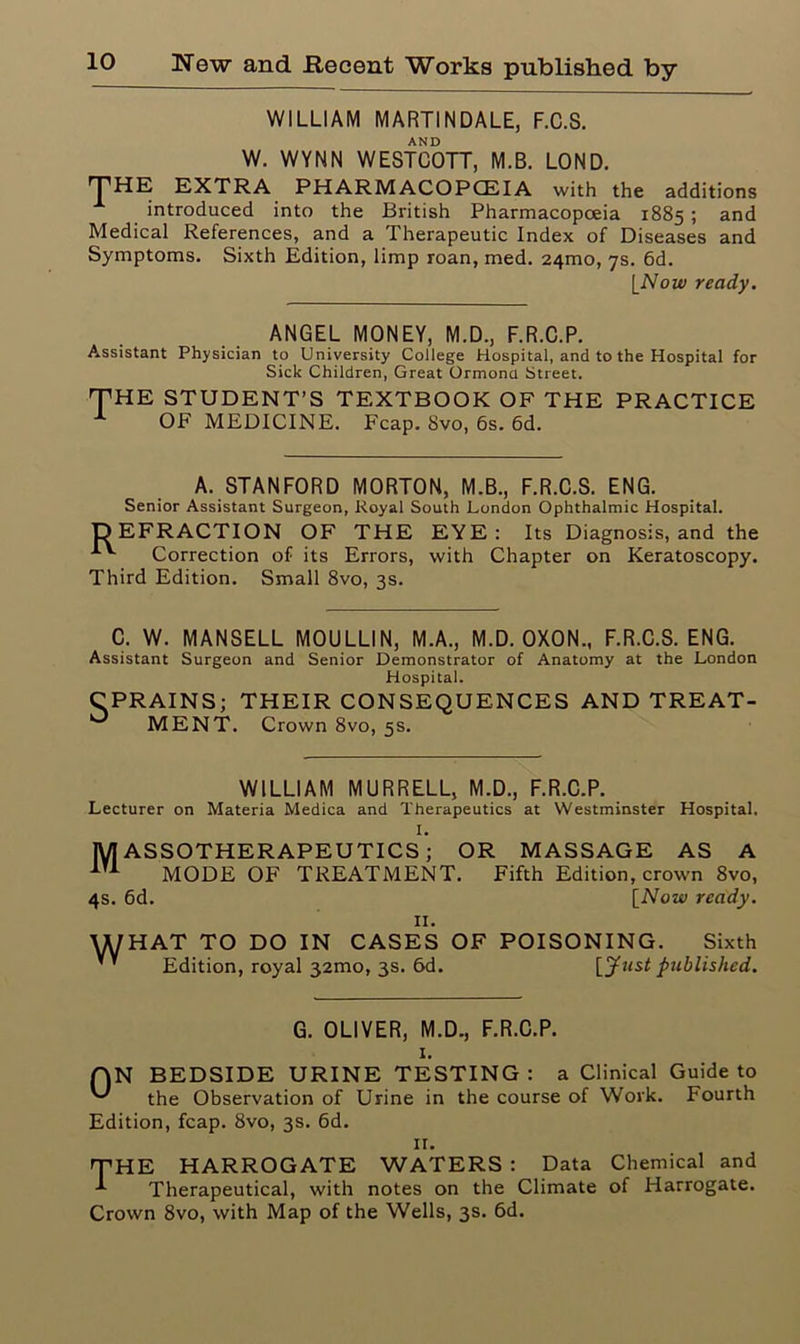 10 New and Recent Works published by
WILLIAM MARTINDALE, F.C.S.
AND
W. WYNN WESTCOTT, M.B. LOND.
THE EXTRA PHARMACOPŒIA with the additions
introduced into the British Pharmacopoeia 1885; and
Medical References, and a Therapeutic Index of Diseases and
Symptoms. Sixth Edition, limp roan, med. 24mo, 7s. 6d.
[Now ready.
ANGEL MONEY, M.D., F.R.C.P.
Assistant Physician to University College Hospital, and to the Hospital for
Sick Children, Great Ormond Street.
THE STUDENT'S TEXTBOOK OF THE PRACTICE
OF MEDICINE. Fcap. 8vo, 6s. 6d.
A. STANFORD MORTON, M.B., F.R.C.S. ENG.
Senior Assistant Surgeon, Royal South London Ophthalmic Hospital.
REFRACTION OF THE EYE: Its Diagnosis, and the
Correction of its Errors, with Chapter on Keratoscopy.
Third Edition. Small 8vo, 3s.
C. W. MANSELL MOULLIN, M.A., M.D. OXON., F.R.C.S. ENG.
Assistant Surgeon and Senior Demonstrator of Anatomy at the London
Hospital.
SPRAINS; THEIR CONSEQUENCES AND TREAT-
MENT. Crown 8vo, 5s.
WILLIAM MURRELL, M.D., F.R.C.P.
Lecturer on Materia Medica and Therapeutics at Westminster Hospital.
I.
MASSOTHERAPEUTICS; OR MASSAGE AS A
MODE OF TREATMENT. Fifth Edition, crown 8vo,
4s. 6d. [Now ready.
II.
WHAT TO DO IN CASES OF POISONING. Sixth
Edition, royal 32mo, 3s. 6d. [Just published.
G. OLIVER, M.D., F.R.C.P.
I.
ON BEDSIDE URINE TESTING: a Clinical Guide to
the Observation of Urine in the course of Work. Fourth
Edition, fcap. 8vo, 3s. 6d.
II.
THE HARROGATE WATERS: Data Chemical and
Therapeutical, with notes on the Climate of Harrogate.
Crown 8vo, with Map of the Wells, 3s. 6d.